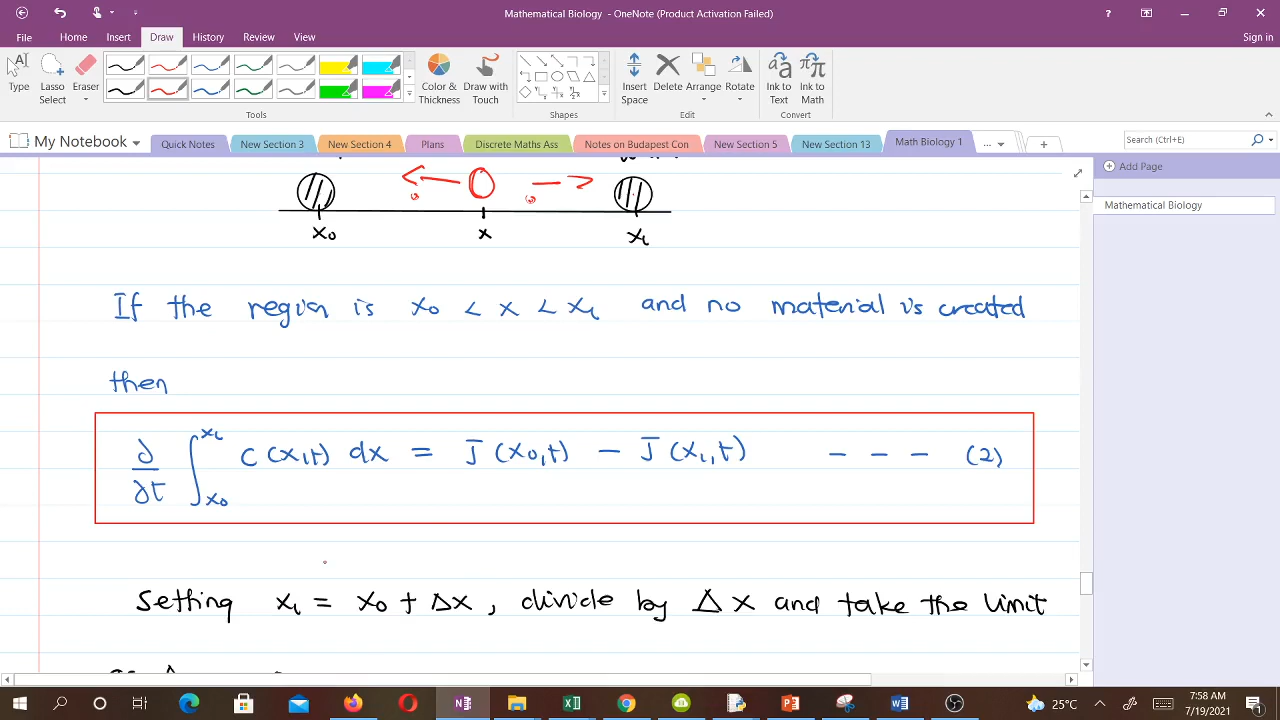 Mathematical Biology - OneNote (Product Activation Failed)
? Sign in
File Home Insert Draw History Review View
Type Lasso Select Eraser Color & Thickness Draw with Touch Insert Space Delete Arrange Rotate Ink to Text Ink to Math
Tools Shapes Edit Convert
My Notebook Quick Notes New Section 3 New Section 4 Plans Discrete Maths Ass Notes on Budapest Con New Section 5 New Section 13 Math Biology 1 ... Search (Ctrl+E)
Add Page
Mathematical Biology
x₀ x x₁
If the region is x₀ < x < x₁ and no material is created
then
∂/∂t ∫_{x₀}^{x₁} c(x,t) dx = J(x₀,t) - J(x₁,t) - - - (2)
Setting x₁ = x₀ + Δx, divide by Δx and take the limit
25°C ENG 7:58 AM
7/19/2021